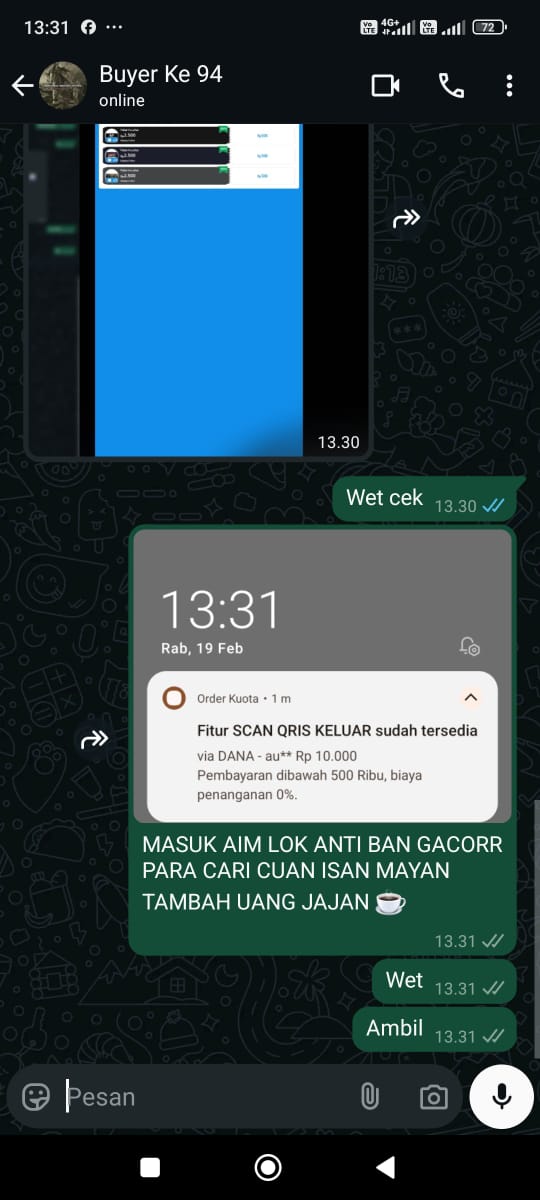 13:31
Vo LTE 4G+ Vo LTE 72
Buyer Ke 94
online
13.30
Wet cek 13.30
13:31
Rab, 19 Feb
Order Kuota • 1 m
Fitur SCAN QRIS KELUAR sudah tersedia
via DANA - au** Rp 10.000
Pembayaran dibawah 500 Ribu, biaya
penanganan 0%.
MASUK AIM LOK ANTI BAN GACORR
PARA CARI CUAN ISAN MAYAN
TAMBAH UANG JAJAN ☕
13.31
Wet 13.31
Ambil 13.31
Pesan